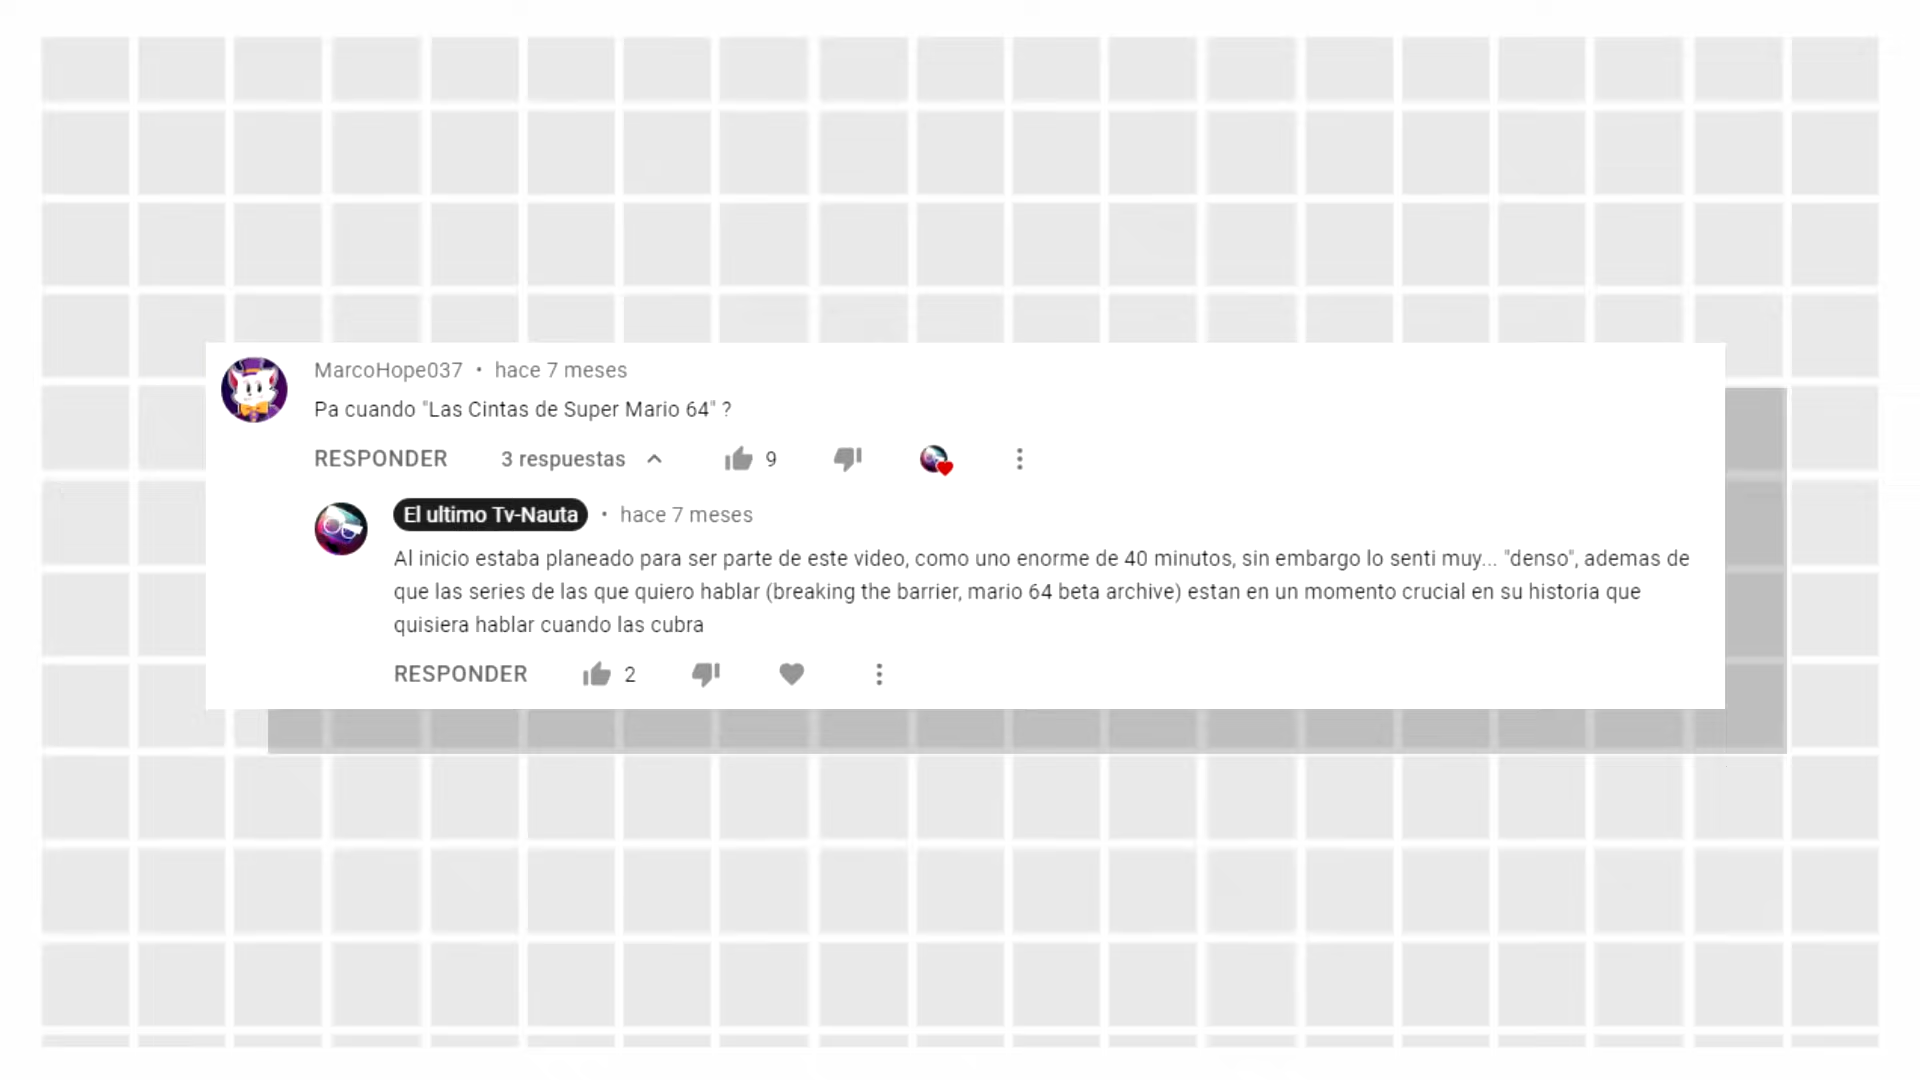 MarcoHope037 • hace 7 meses
Pa cuando "Las Cintas de Super Mario 64" ?
RESPONDER 3 respuestas 9
El ultimo Tv-Nauta • hace 7 meses
Al inicio estaba planeado para ser parte de este video, como uno enorme de 40 minutos, sin embargo lo senti muy... "denso", ademas de
que las series de las que quiero hablar (breaking the barrier, mario 64 beta archive) estan en un momento crucial en su historia que
quisiera hablar cuando las cubra
RESPONDER 2